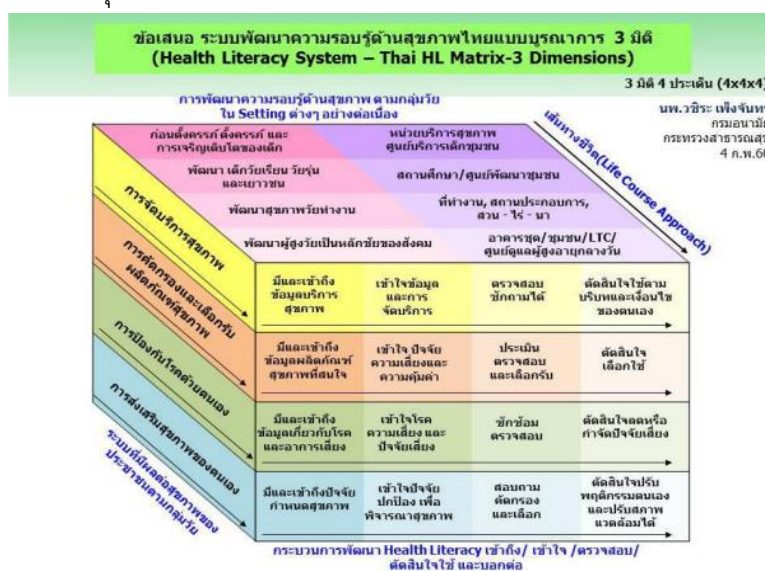 ข้อเสนอ ระบบพัฒนาความรอบรู้ด้านสุขภาพไทยแบบบูรณาการ 3 มิติ
(Health Literacy System – Thai HL Matrix-3 Dimensions)
3 มิติ 4 ประเด็น (4x4x4)
นพ.วชิระ เพ็งจันทร
กรมอนามัย
กระทรวงสาธารณสุ
4 ก.พ.60
การพัฒนาความรอบรู้ด้านสุขภาพ ตามกลุ่มวัย
ใน Setting ต่างๆ อย่างต่อเนื่อง
เส้นทางชีวิต(Life Course Approach)
ก่อนตั้งครรภ์ ตั้งครรภ์ และ
การเจริญเติบโตของเด็ก
หน่วยบริการสุขภาพ
ศูนย์บริการเด็กชุมชน
พัฒนา เด็กวัยเรียน วัยรุ่น
และเยาวชน
สถานศึกษา/ศูนย์พัฒนาชุมชน
พัฒนาสุขภาพวัยทำงาน
ที่ทำงาน, สถานประกอบการ,
สวน - ไร่ - นา
พัฒนาผู้สูงวัยเป็นหลักชัยของสังคม
อาคารชุด/ชุมชน/LTC/
ศูนย์ดูแลผู้สูงอายุกลางวัน
การจัดบริการสุขภาพ
มีและเข้าถึง
ข้อมูลบริการ
สุขภาพ
เข้าใจข้อมูล
และการ
จัดบริการ
ตรวจสอบ
ซักถามได้
ตัดสินใจใช้ตาม
บริบทและเงื่อนไข
ของตนเอง
การคัดกรองและเลือกรับ
ผลิตภัณฑ์สุขภาพ
มีและเข้าถึง
ข้อมูลผลิตภัณฑ์
สุขภาพที่สนใจ
เข้าใจ ปัจจัย
ความเสี่ยงและ
ความคุ้มค่า
ประเมิน
ตรวจสอบ
และเลือกรับ
ตัดสินใจ
เลือกใช้
การป้องกันโรคด้วยตนเอง
มีและเข้าถึง
ข้อมูลเกี่ยวกับโรค
และอาการเสี่ยง
เข้าใจโรค
ความเสี่ยง และ
ปัจจัยเสี่ยง
ซักซ้อม
ตรวจสอบ
ตัดสินใจลดหรือ
กำจัดปัจจัยเสี่ยง
การส่งเสริมสุขภาพของตนเอง
มีและเข้าถึงปัจจัย
กำหนดสุขภาพ
เข้าใจปัจจัย
ปกป้อง เพื่อ
พิจารณาสุขภาพ
สอบถาม
คัดกรอง
และเลือก
ตัดสินใจปรับ
พฤติกรรมตนเอง
และปรับสภาพ
แวดล้อมได้
ระบบที่มีผลต่อสุขภาพของ
ประชาชนตามกลุ่มวัย
กระบวนการพัฒนา Health Literacy เข้าถึง/ เข้าใจ /ตรวจสอบ/
ตัดสินใจใช้ และบอกต่อ